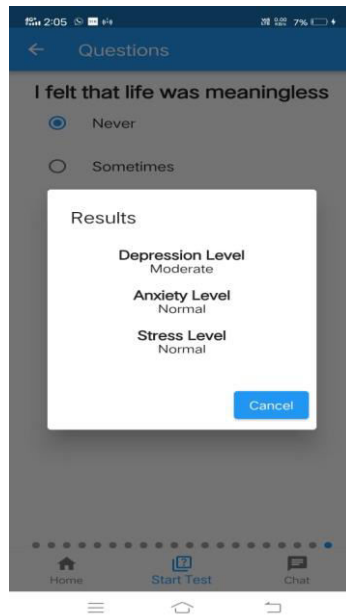 2:05
7%
Questions
I felt that life was meaningless
Never
Sometimes
Results
Depression Level
Moderate
Anxiety Level
Normal
Stress Level
Normal
Cancel
Home
Start Test
Chat